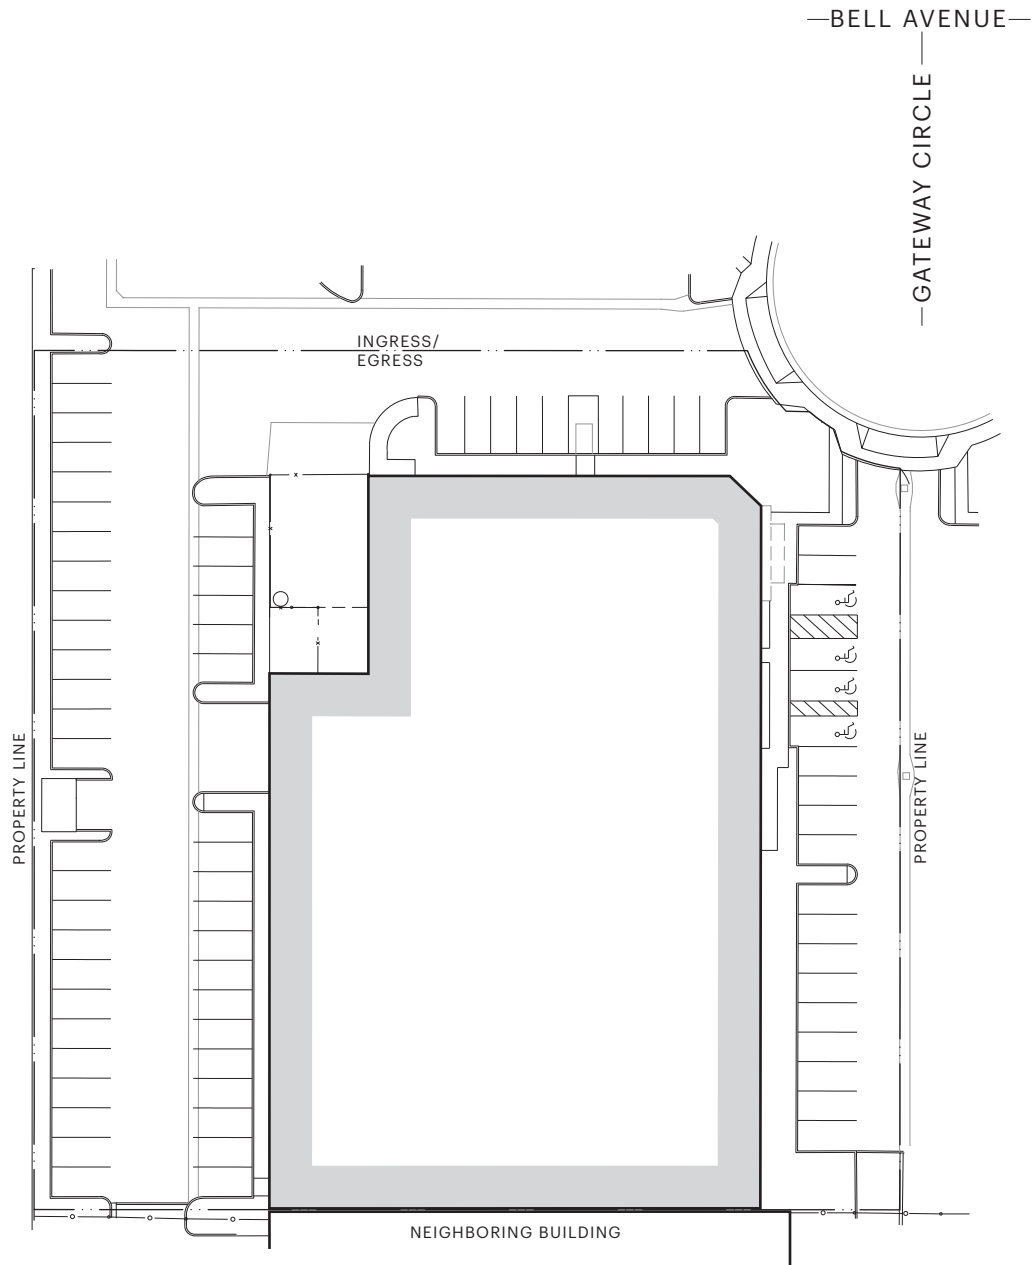 BELL AVENUE
GATEWAY CIRCLE
INGRESS/
EGRESS
PROPERTY LINE
PROPERTY LINE
NEIGHBORING BUILDING